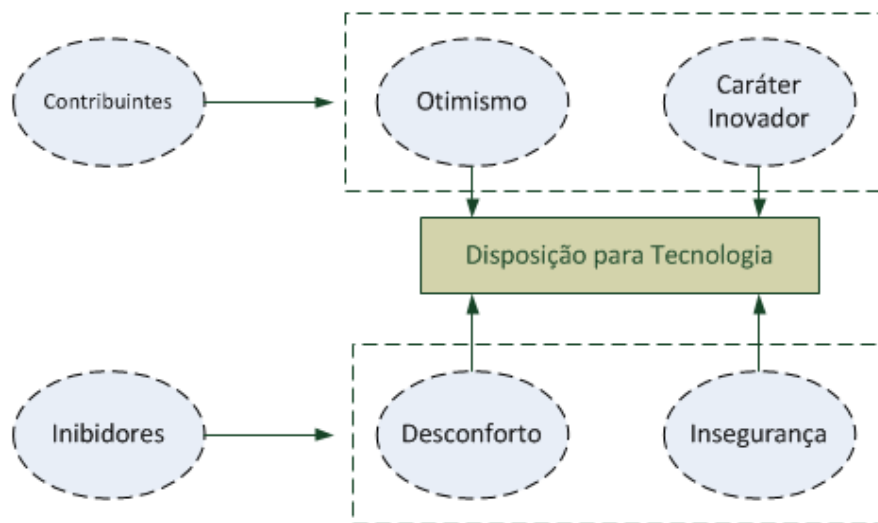 Contribuintes
Otimismo
Caráter
Inovador
Disposição para Tecnologia
Inibidores
Desconforto
Insegurança